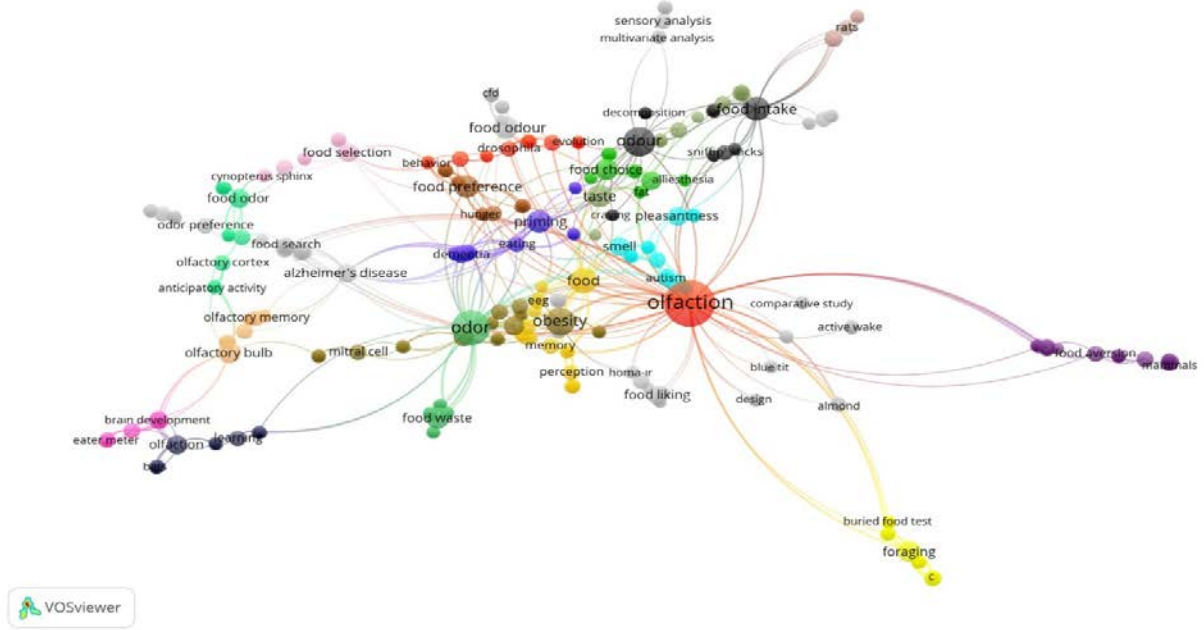 sensory analysis
multivariate analysis
rats
cfd
decomposition
food intake
food odour
odour
evolution
drosophila
food selection
behavior
sniffin' sticks
food choice
cynopterus sphinx
food preference
alliesthesia
fat
food odor
taste
hunger
craving
pleasantness
odor preference
priming
food search
eating
smell
dementia
olfactory cortex
alzheimer's disease
autism
anticipatory activity
food
eeg
olfaction
comparative study
olfactory memory
obesity
odor
active wake
memory
olfactory bulb
mitral cell
food aversion
mammals
perception
homa-ir
blue tit
food liking
design
almond
food waste
brain development
eater meter
olfaction
learning
buried food test
foraging
c
VOSviewer